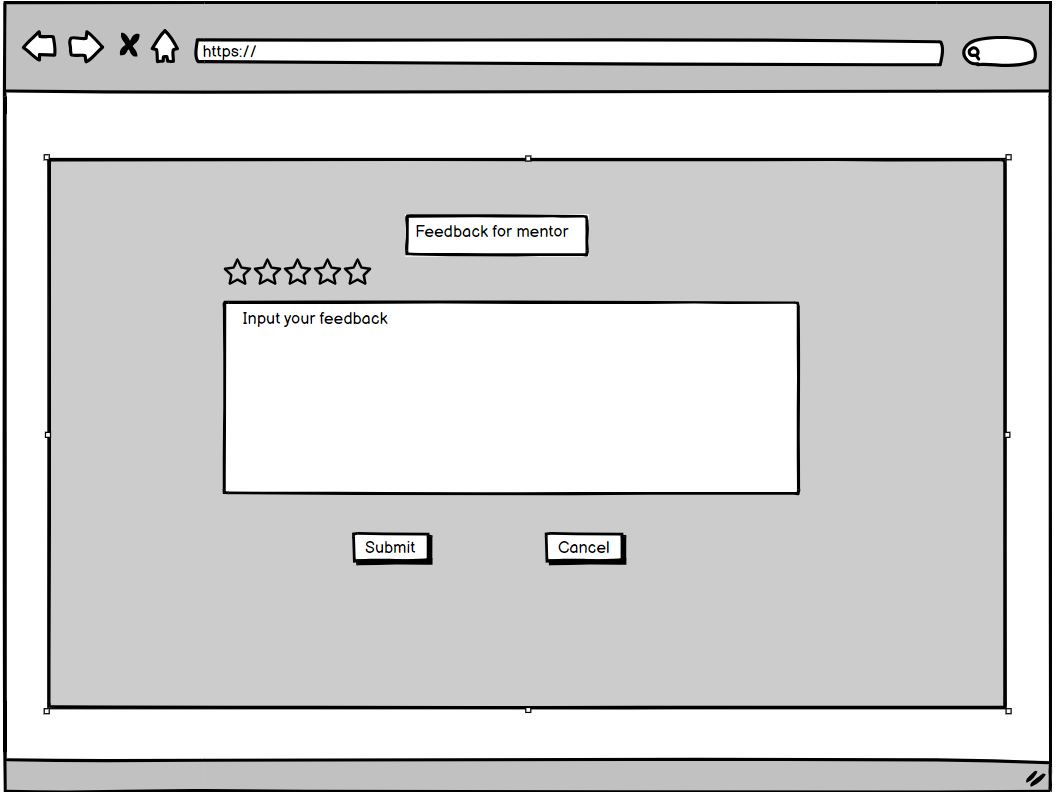 https://
Feedback for mentor
Input your feedback
Submit
Cancel